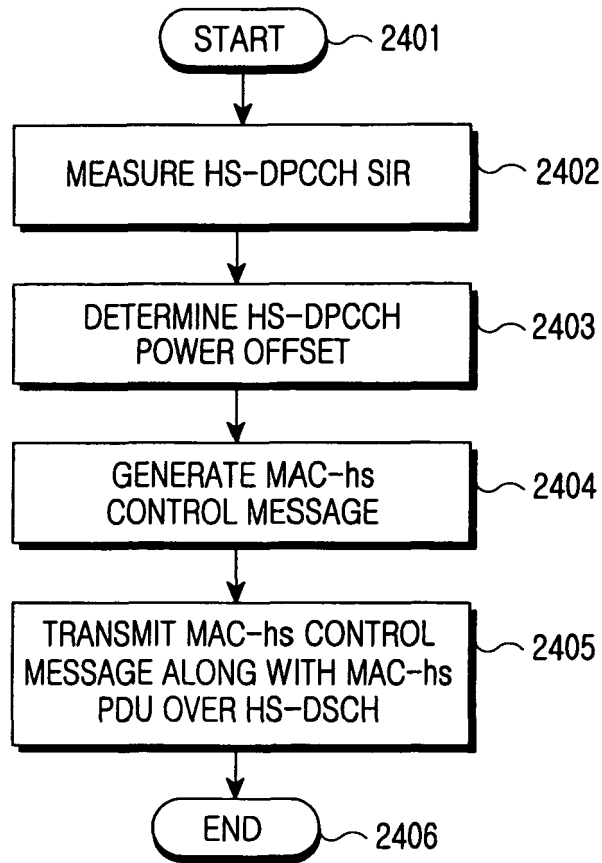 START
2401
MEASURE HS-DPCCH SIR
2402
DETERMINE HS-DPCCH
POWER OFFSET
2403
GENERATE MAC-hs
CONTROL MESSAGE
2404
TRANSMIT MAC-hs CONTROL
MESSAGE ALONG WITH MAC-hs
PDU OVER HS-DSCH
2405
END
2406